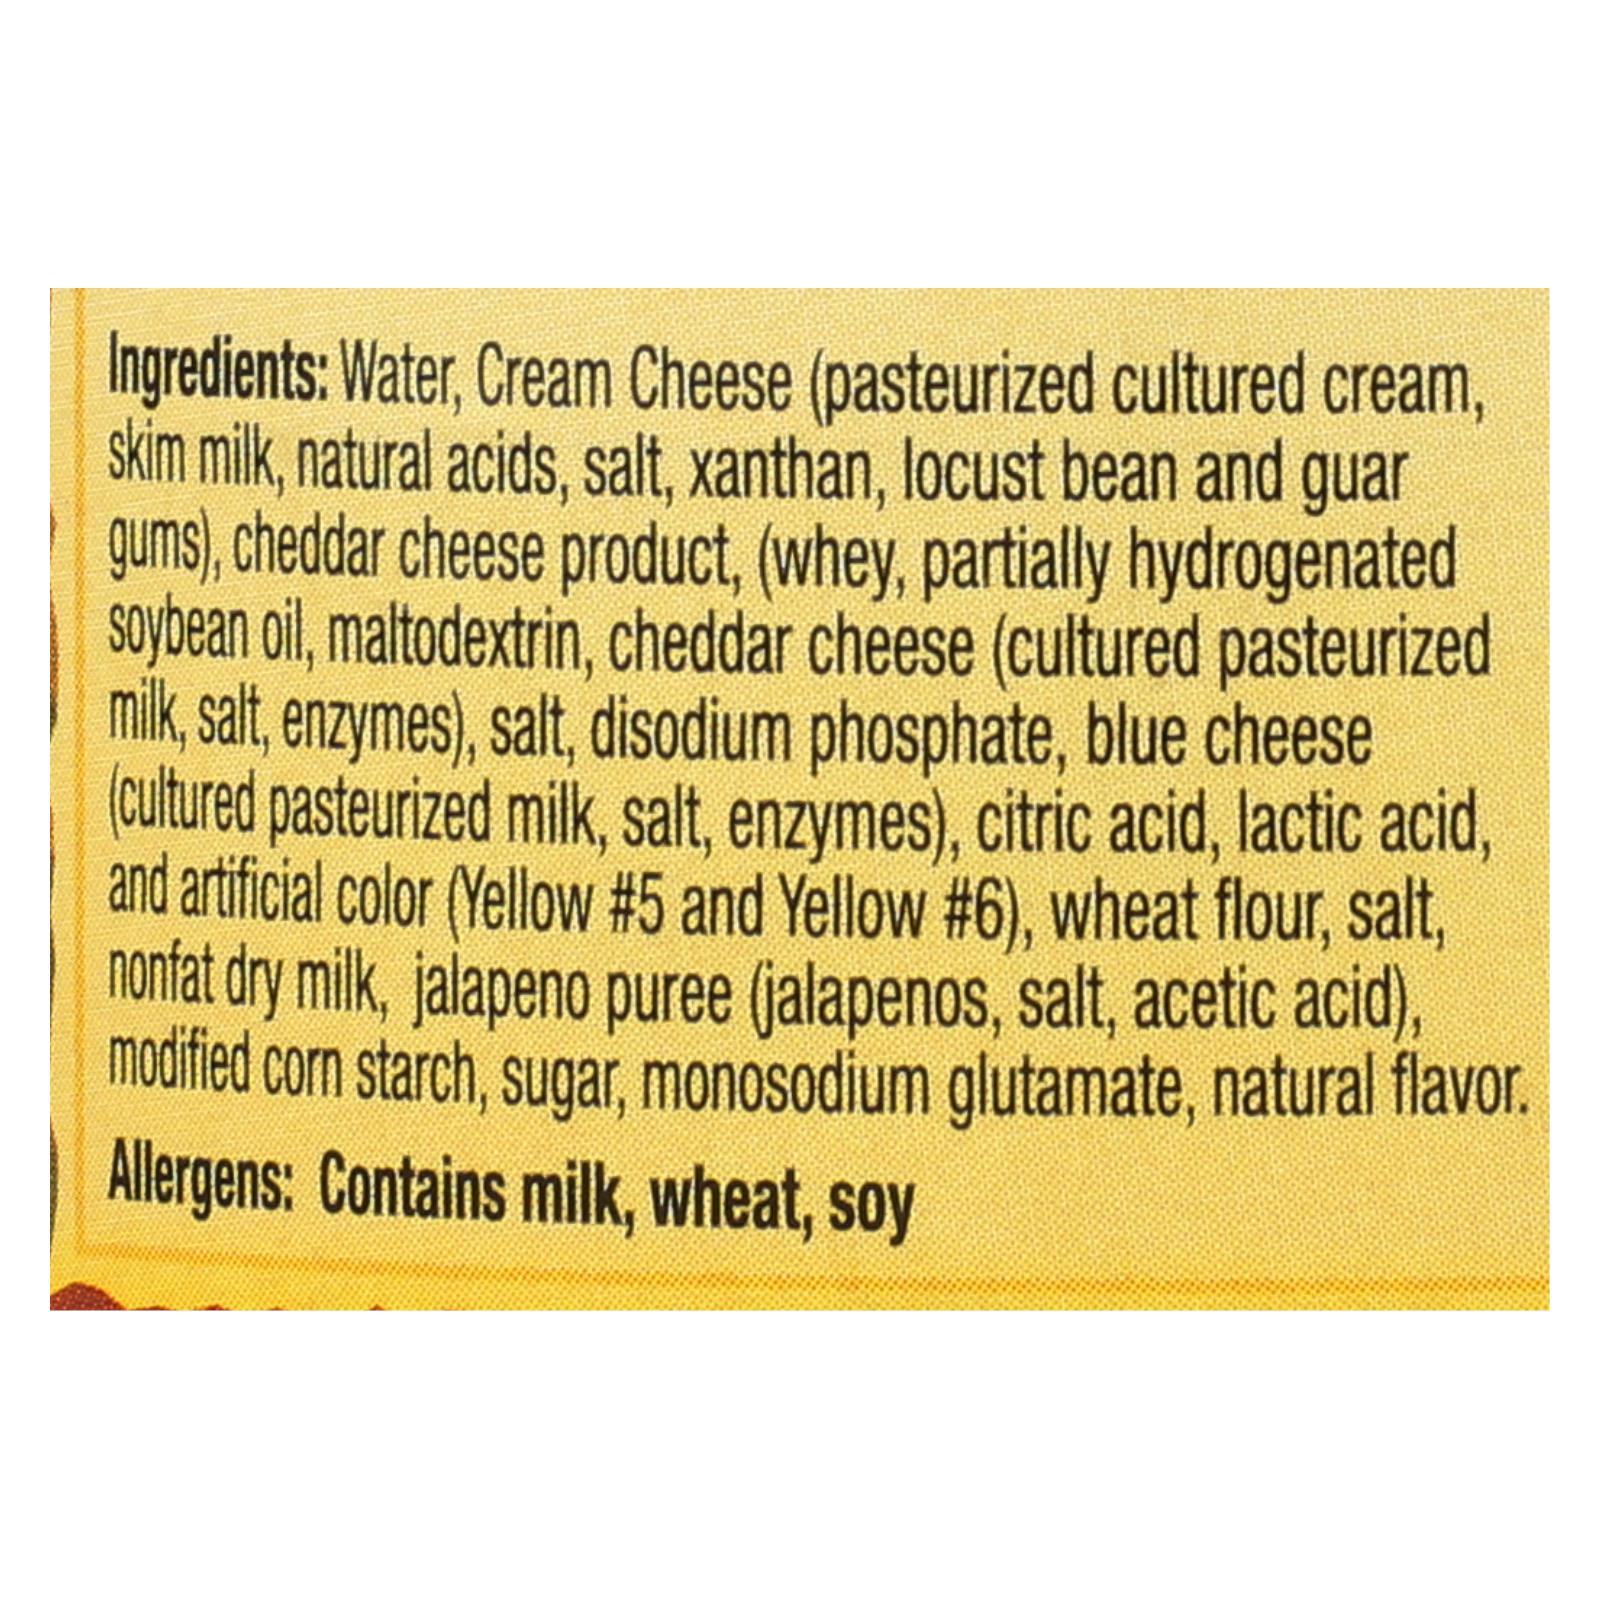 Ingredients: Water, Cream Cheese (pasteurized cultured cream,
skim milk, natural acids, salt, xanthan, locust bean and guar
gums), cheddar cheese product, (whey, partially hydrogenated
soybean oil, maltodextrin, cheddar cheese (cultured pasteurized
milk, salt, enzymes), salt, disodium phosphate, blue cheese
(cultured pasteurized milk, salt, enzymes), citric acid, lactic acid,
and artificial color (Yellow #5 and Yellow #6), wheat flour, salt,
nonfat dry milk,  jalapeno puree (jalapenos, salt, acetic acid),
modified corn starch, sugar, monosodium glutamate, natural flavor.
Allergens:  Contains milk, wheat, soy